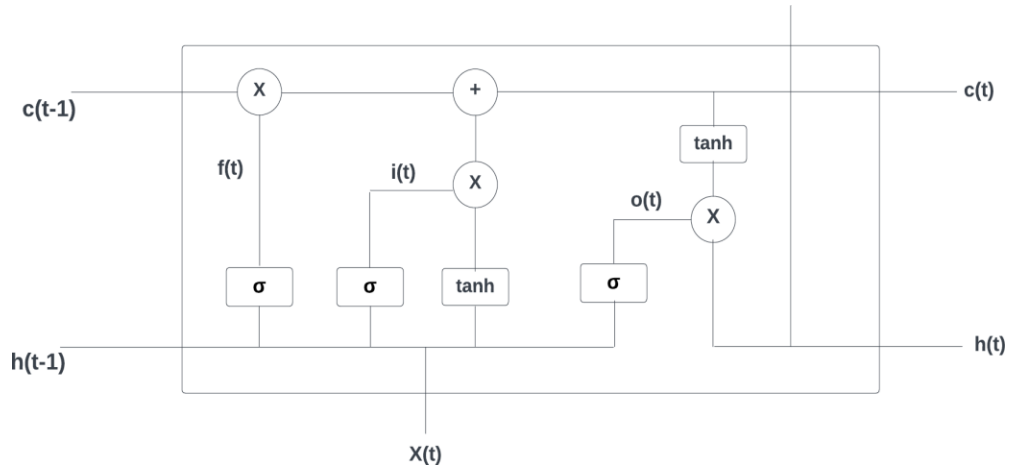 X
+
c(t-1)
c(t)
tanh
f(t)
i(t)
X
o(t)
X
σ
σ
tanh
σ
h(t-1)
h(t)
X(t)